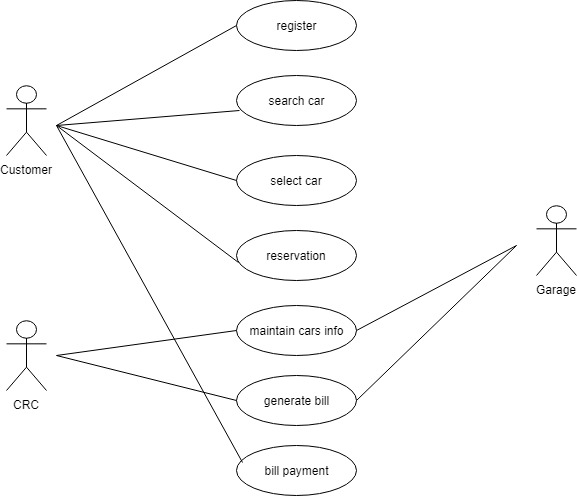 register
search car
Customer
select car
reservation
Garage
maintain cars info
CRC
generate bill
bill payment